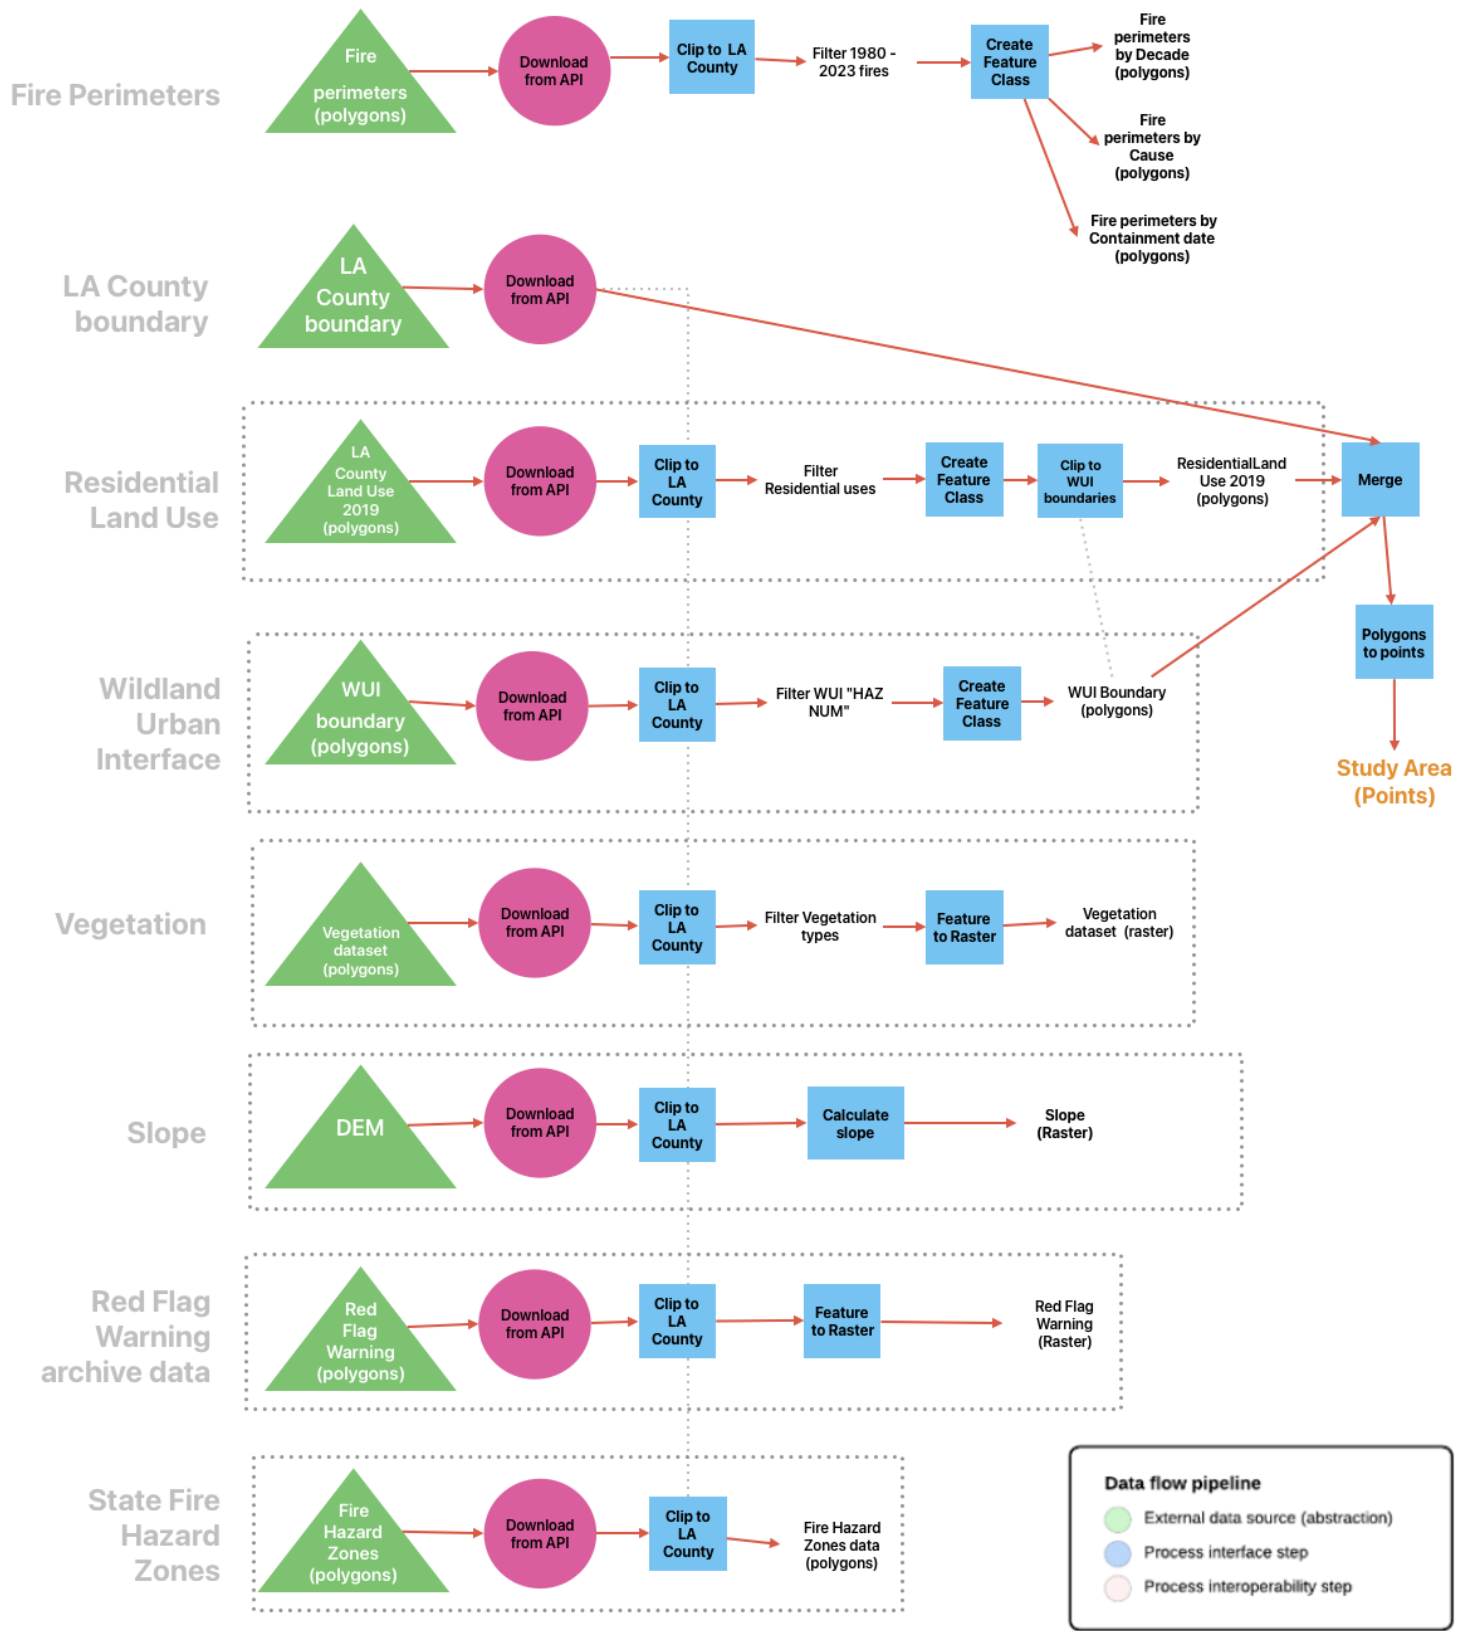 Fire Perimeters
Fire
perimeters
(polygons)
Download
from API
Clip to LA
County
Filter 1980 -
2023 fires
Create
Feature
Class
Fire
perimeters
by Decade
(polygons)
Fire
perimeters by
Cause
(polygons)
Fire perimeters by
Containment date
(polygons)
LA County
boundary
LA
County
boundary
Download
from API
Residential
Land Use
LA
County
Land Use
2019
(polygons)
Download
from API
Clip to
LA
County
Filter
Residential uses
Create
Feature
Class
Clip to
WUI
boundaries
ResidentialLand
Use 2019
(polygons)
Merge
Polygons
to points
Study Area
(Points)
Wildland
Urban
Interface
WUI
boundary
(polygons)
Download
from API
Clip to
LA
County
Filter WUI "HAZ
NUM"
Create
Feature
Class
WUI Boundary
(polygons)
Vegetation
Vegetation
dataset
(polygons)
Download
from API
Clip to
LA
County
Filter Vegetation
types
Feature
to Raster
Vegetation
dataset (raster)
Slope
DEM
Download
from API
Clip to
LA
County
Calculate
slope
Slope
(Raster)
Red Flag
Warning
archive data
Red
Flag
Warning
(polygons)
Download
from API
Clip to
LA
County
Feature
to Raster
Red Flag
Warning
(Raster)
State Fire
Hazard
Zones
Fire
Hazard
Zones
(polygons)
Download
from API
Clip to
LA
County
Fire Hazard
Zones data
(polygons)
Data flow pipeline
External data source (abstraction)
Process interface step
Process interoperability step